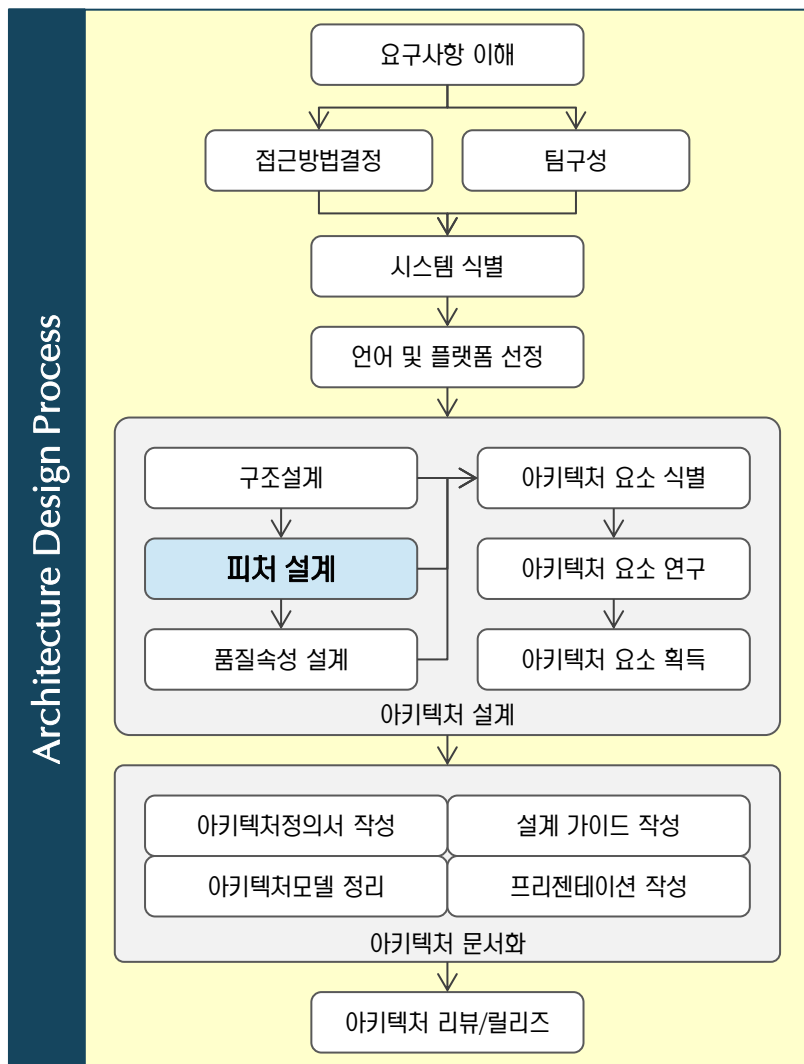 Architecture Design Process
요구사항 이해
접근방법결정
팀구성
시스템 식별
언어 및 플랫폼 선정
구조설계
아키텍처 요소 식별
피처 설계
아키텍처 요소 연구
품질속성 설계
아키텍처 요소 획득
아키텍처 설계
아키텍처정의서 작성
설계 가이드 작성
아키텍처모델 정리
프리젠테이션 작성
아키텍처 문서화
아키텍처 리뷰/릴리즈